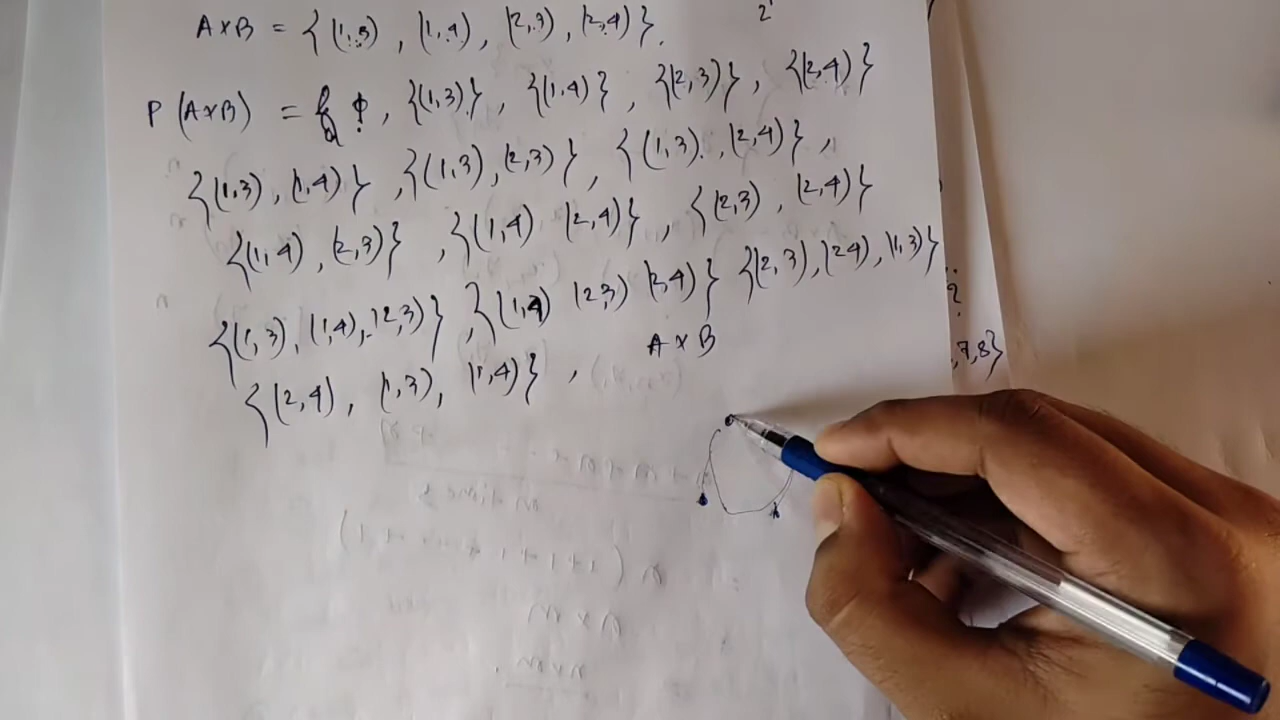 A×B = { (1,3) , (1,4) , (2,3) , (2,4) }.
P (A×B) = { φ , {(1,3)} , {(1,4)} , {(2,3)} , {(2,4)}
{(1,3) , (1,4)} , {(1,3) , (2,3)} , {(1,3) , (2,4)} ,
{(1,4) , (2,3)} , {(1,4) (2,4)} , {(2,3) , (2,4)}
{(1,3) , (1,4) , (2,3)} , {(1,4) (2,3) (2,4)} {(2,3) , (2 4) , (1,3)}
{(2,4) , (1,3) , (1,4)} ,
A × B
?
,7,8}